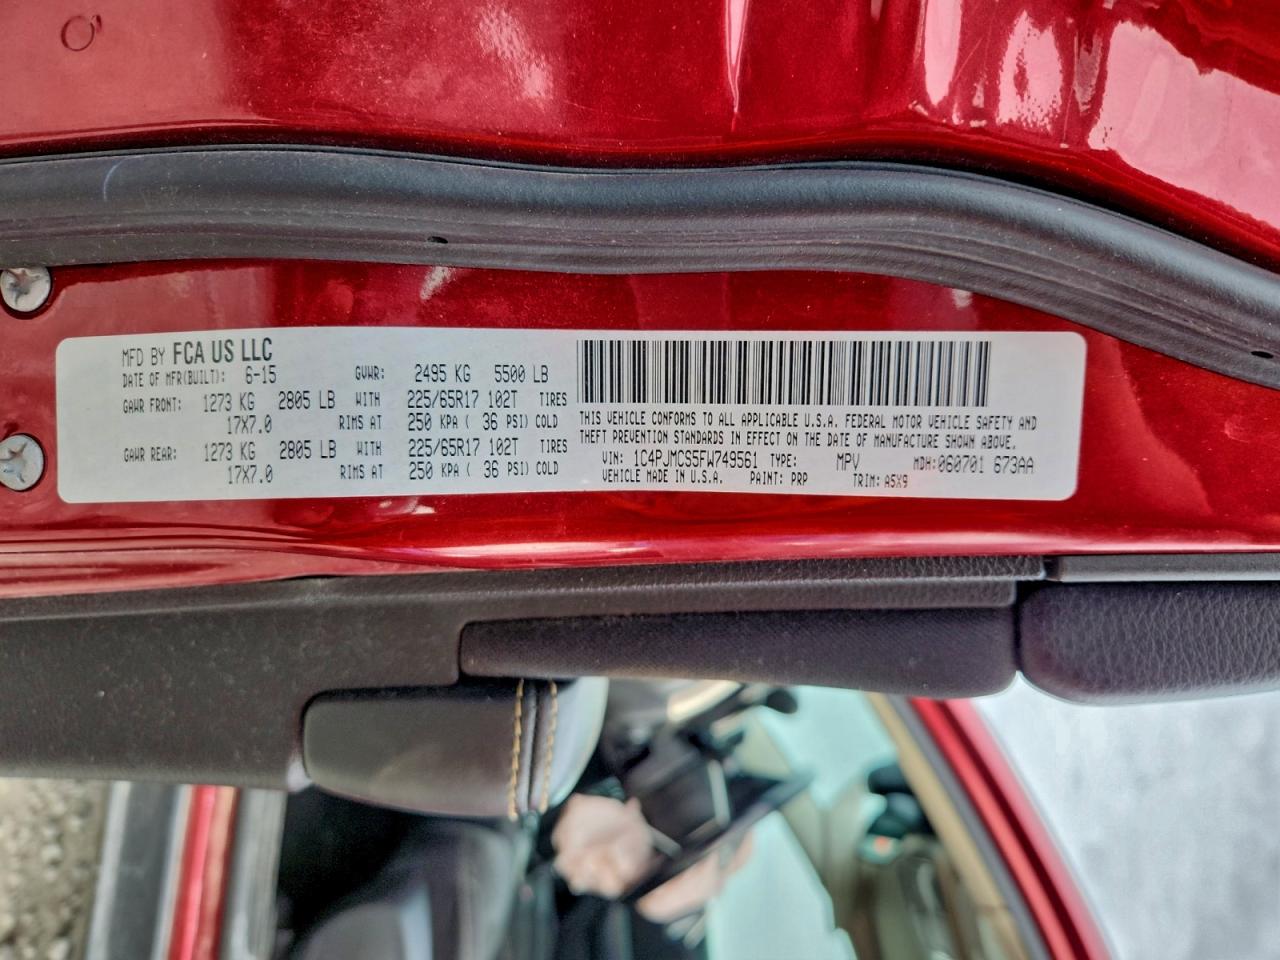 MFD BY FCA US LLC
DATE OF MFR(BUILT): 6-15 GVWR: 2495 KG 5500 LB
GAWR FRONT: 1273 KG 2805 LB WITH 225/65R17 102T TIRES
17X7.0 RIMS AT 250 KPA ( 36 PSI) COLD
GAWR REAR: 1273 KG 2805 LB WITH 225/65R17 102T TIRES
17X7.0 RIMS AT 250 KPA ( 36 PSI) COLD
THIS VEHICLE CONFORMS TO ALL APPLICABLE U.S.A. FEDERAL MOTOR VEHICLE SAFETY AND
THEFT PREVENTION STANDARDS IN EFFECT ON THE DATE OF MANUFACTURE SHOWN ABOVE.
VIN: 1C4PJMCS5FW749561 TYPE: MPV MDH:060701 673AA
VEHICLE MADE IN U.S.A. PAINT: PRP TRIM: A5X9